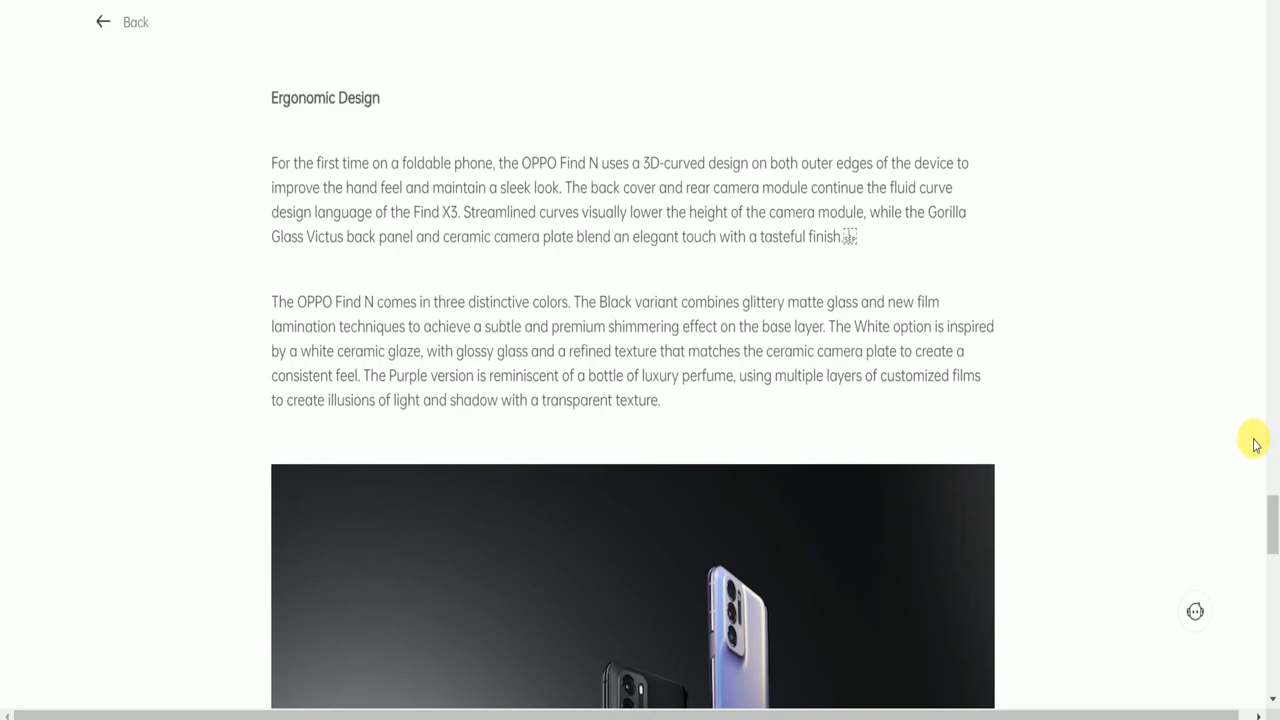 Back
Ergonomic Design
For the first time on a foldable phone, the OPPO Find N uses a 3D-curved design on both outer edges of the device to
improve the hand feel and maintain a sleek look. The back cover and rear camera module continue the fluid curve
design language of the Find X3. Streamlined curves visually lower the height of the camera module, while the Gorilla
Glass Victus back panel and ceramic camera plate blend an elegant touch with a tasteful finish.
The OPPO Find N comes in three distinctive colors. The Black variant combines glittery matte glass and new film
lamination techniques to achieve a subtle and premium shimmering effect on the base layer. The White option is inspired
by a white ceramic glaze, with glossy glass and a refined texture that matches the ceramic camera plate to create a
consistent feel. The Purple version is reminiscent of a bottle of luxury perfume, using multiple layers of customized films
to create illusions of light and shadow with a transparent texture.